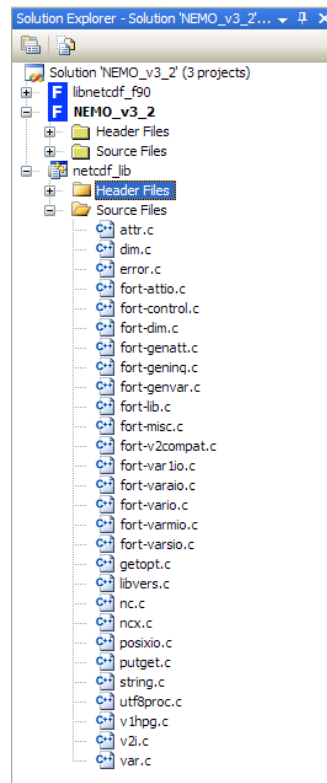 Solution Explorer - Solution 'NEMO_v3_2'...
Solution 'NEMO_v3_2' (3 projects)
F libnetcdf_f90
F NEMO_v3_2
Header Files
Source Files
netcdf_lib
Header Files
Source Files
attr.c
dim.c
error.c
fort-attio.c
fort-control.c
fort-dim.c
fort-genatt.c
fort-geninq.c
fort-genvar.c
fort-lib.c
fort-misc.c
fort-v2compat.c
fort-var1io.c
fort-varaio.c
fort-vario.c
fort-varmio.c
fort-varsio.c
getopt.c
libvers.c
nc.c
ncx.c
posixio.c
putget.c
string.c
utf8proc.c
v1hpg.c
v2i.c
var.c